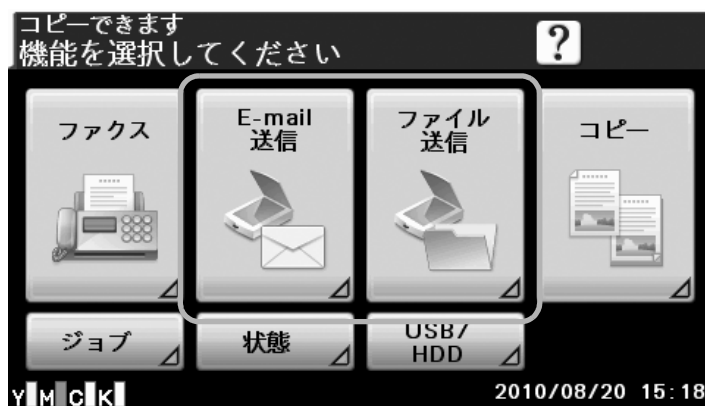 コピーできます
機能を選択してください
?
ファクス
E-mail
送信
ファイル
送信
コピー
ジョブ
状態
USB/
HDD
Y M C K
2010/08/20 15:18